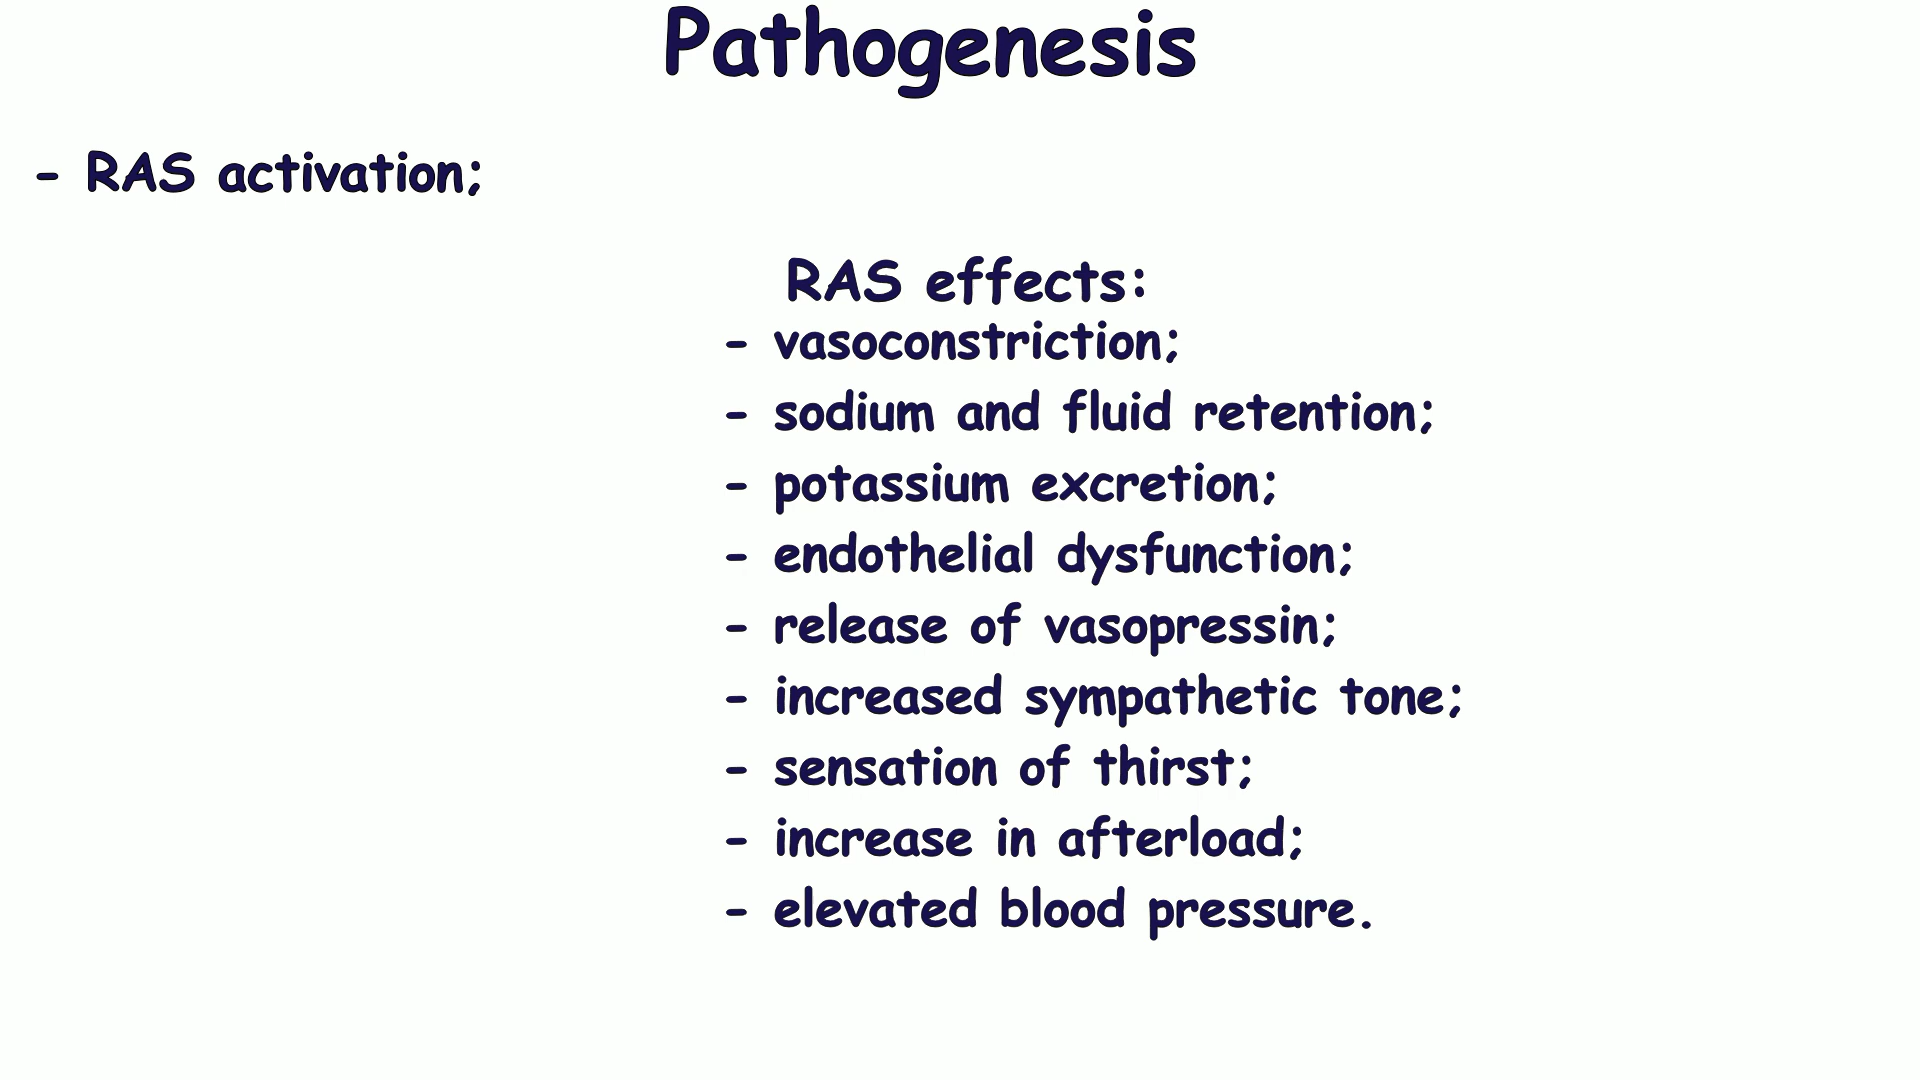 Pathogenesis
- RAS activation;
RAS effects:
- vasoconstriction;
- sodium and fluid retention;
- potassium excretion;
- endothelial dysfunction;
- release of vasopressin;
- increased sympathetic tone;
- sensation of thirst;
- increase in afterload;
- elevated blood pressure.